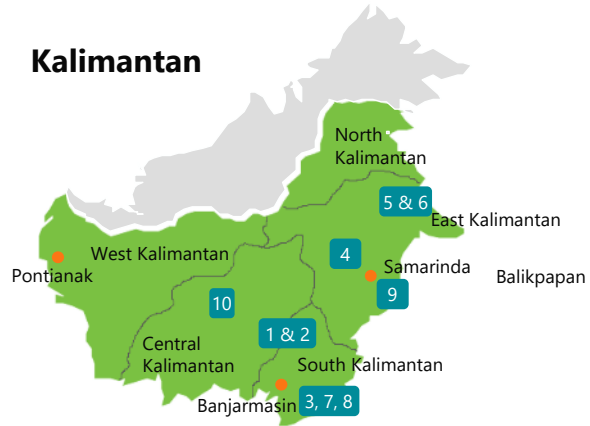 Kalimantan
North
Kalimantan
5 & 6
East Kalimantan
West Kalimantan
4
Samarinda
Pontianak
Balikpapan
9
10
1 & 2
Central
Kalimantan
South Kalimantan
Banjarmasin
3, 7, 8